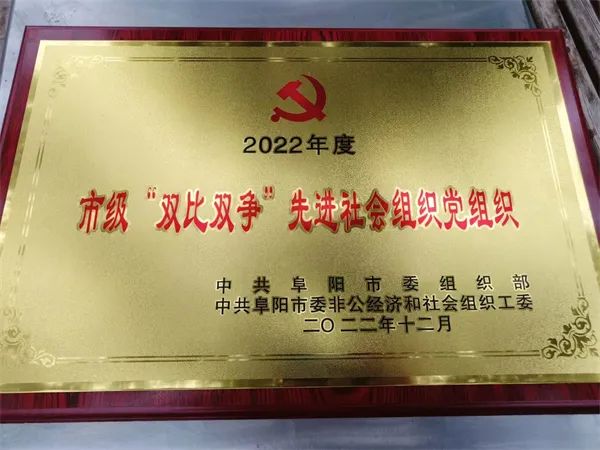 2022年度
市级“双比双争”先进社会组织党组织
中共阜阳市委组织部
中共阜阳市委非公经济和社会组织工委
二〇二二年十二月